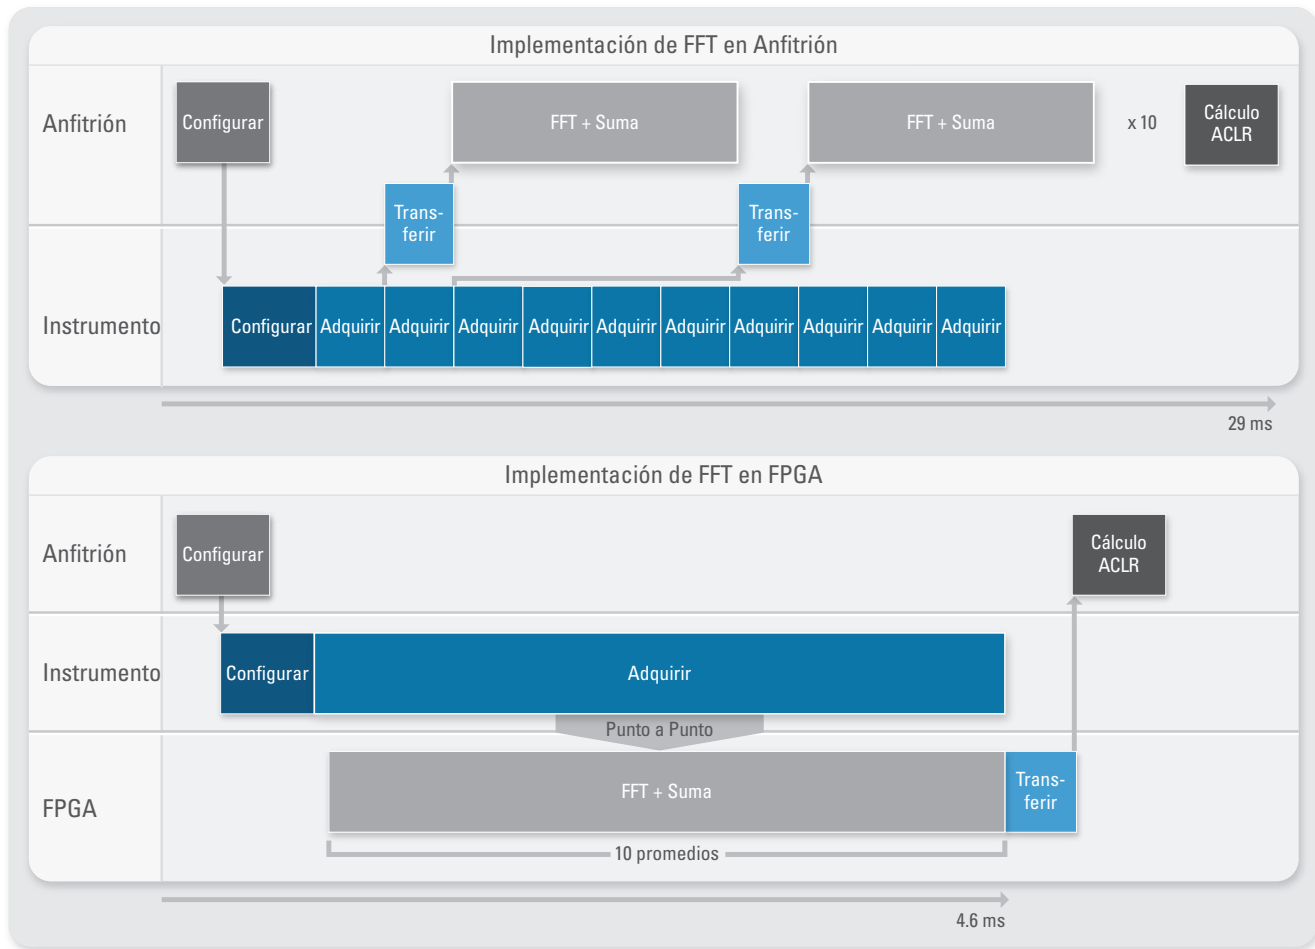 Implementación de FFT en Anfitrión
Anfitrión
Configurar
FFT + Suma
FFT + Suma
x 10
Cálculo
ACLR
Trans-
ferir
Trans-
ferir
Instrumento
Configurar
Adquirir
Adquirir
Adquirir
Adquirir
Adquirir
Adquirir
Adquirir
Adquirir
Adquirir
Adquirir
29 ms
Implementación de FFT en FPGA
Anfitrión
Configurar
Cálculo
ACLR
Instrumento
Configurar
Adquirir
Punto a Punto
FPGA
FFT + Suma
Trans-
ferir
10 promedios
4.6 ms